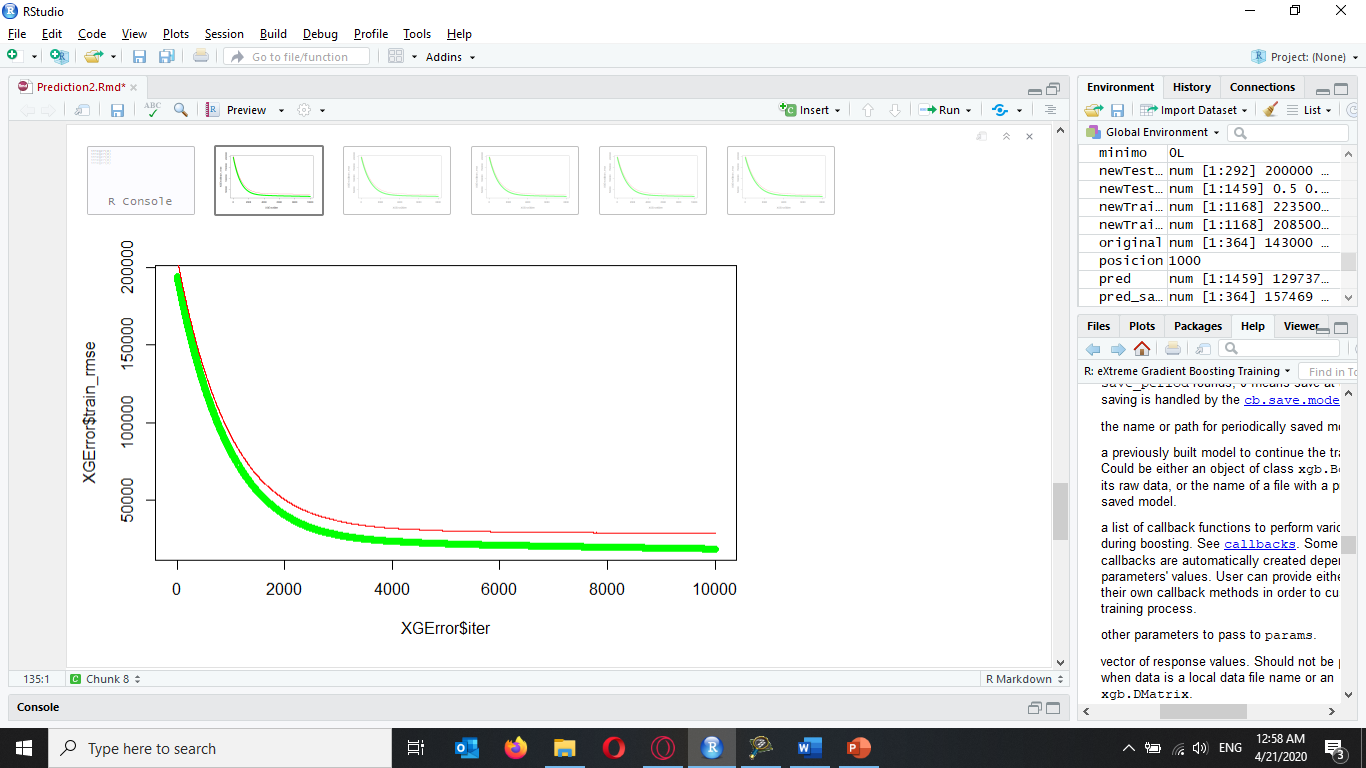 RStudio
File Edit Code View Plots Session Build Debug Profile Tools Help
Go to file/function Addins Project: (None)
Prediction2.Rmd*
ABC Preview Insert Run
R Console
XGError$train_rmse
200000
150000
100000
50000
0 2000 4000 6000 8000 10000
XGError$iter
135:1 Chunk 8 R Markdown
Console
Environment History Connections
Import Dataset List
Global Environment
minimo 0L
newTest… num [1:292] 200000 …
newTest… num [1:1459] 0.5 0.…
newTrai… num [1:1168] 223500…
newTrai… num [1:1168] 208500…
original num [1:364] 143000 …
posicion 1000
pred num [1:1459] 129737…
pred_sa… num [1:364] 157469 …
Files Plots Packages Help Viewer
R: eXtreme Gradient Boosting Training Find in To
save_period rounds, 0 means save at
saving is handled by the cb.save.mode
the name or path for periodically saved m
a previously built model to continue the tra
Could be either an object of class xgb.Bo
its raw data, or the name of a file with a p
saved model.
a list of callback functions to perform vario
during boosting. See callbacks. Some
callbacks are automatically created depe
parameters' values. User can provide eithe
their own callback methods in order to cu
training process.
other parameters to pass to params.
vector of response values. Should not be
when data is a local data file name or an
xgb.DMatrix.
Type here to search
ENG
12:58 AM
4/21/2020
3